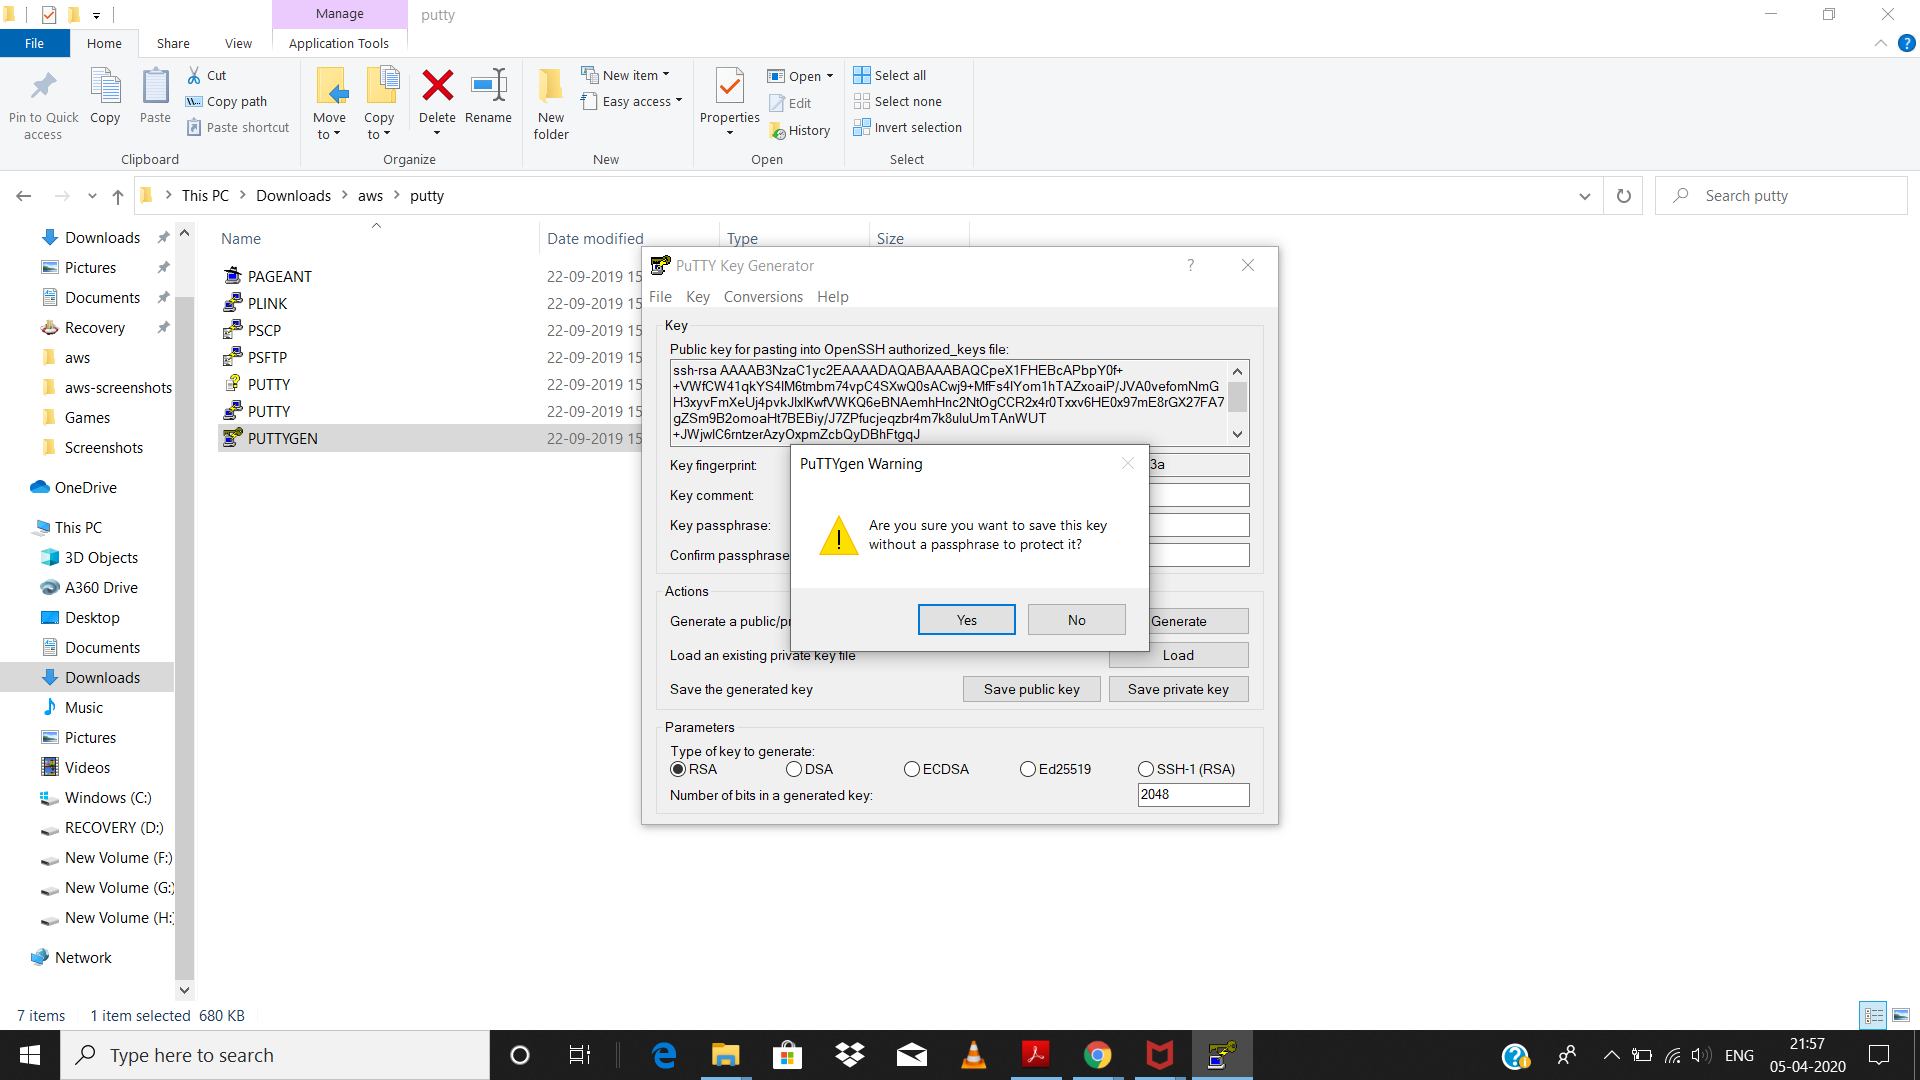 Manage
putty
File
Home
Share
View
Application Tools
?
Pin to Quick access
Copy
Paste
Cut
Copy path
Paste shortcut
Clipboard
Move to
Copy to
Delete
Rename
Organize
New folder
New item
Easy access
New
Properties
Open
Edit
History
Open
Select all
Select none
Invert selection
Select
This PC > Downloads > aws > putty
Search putty
Downloads
Pictures
Documents
Recovery
aws
aws-screenshots
Games
Screenshots
OneDrive
This PC
3D Objects
A360 Drive
Desktop
Documents
Downloads
Music
Pictures
Videos
Windows (C:)
RECOVERY (D:)
New Volume (F:)
New Volume (G:)
New Volume (H:)
Network
Name
Date modified
Type
Size
PAGEANT 22-09-2019 15
PLINK 22-09-2019 15
PSCP 22-09-2019 15
PSFTP 22-09-2019 15
PUTTY 22-09-2019 15
PUTTY 22-09-2019 15
PUTTYGEN 22-09-2019 15
PuTTY Key Generator
?
File Key Conversions Help
Key
Public key for pasting into OpenSSH authorized_keys file:
ssh-rsa AAAAB3NzaC1yc2EAAAADAQABAAABAQCpeX1FHEBcAPbpY0f+
+VWfCW41qkYS4IM6tmbm74vpC4SXwQ0sACwj9+MfFs4IYom1hTAZxoaiP/JVA0vefomNmG
H3xyvFmXeUj4pvkJlxlKwfVWKQ6eBNAemhHnc2NtOgCCR2x4r0Txxv6HE0x97mE8rGX27FA7
gZSm9B2omoaHt7BEBiy/J7ZPfucjeqzbr4m7k8uluUmTAnWUT
+JWjwlC6rntzerAzyOxpmZcbQyDBhFtgqJ
Key fingerprint:
3a
Key comment:
Key passphrase:
Confirm passphrase
PuTTYgen Warning
Are you sure you want to save this key
without a passphrase to protect it?
Yes
No
Actions
Generate a public/pr
Generate
Load an existing private key file
Load
Save the generated key
Save public key
Save private key
Parameters
Type of key to generate:
RSA
DSA
ECDSA
Ed25519
SSH-1 (RSA)
Number of bits in a generated key:
2048
7 items
1 item selected 680 KB
Type here to search
ENG
21:57
05-04-2020